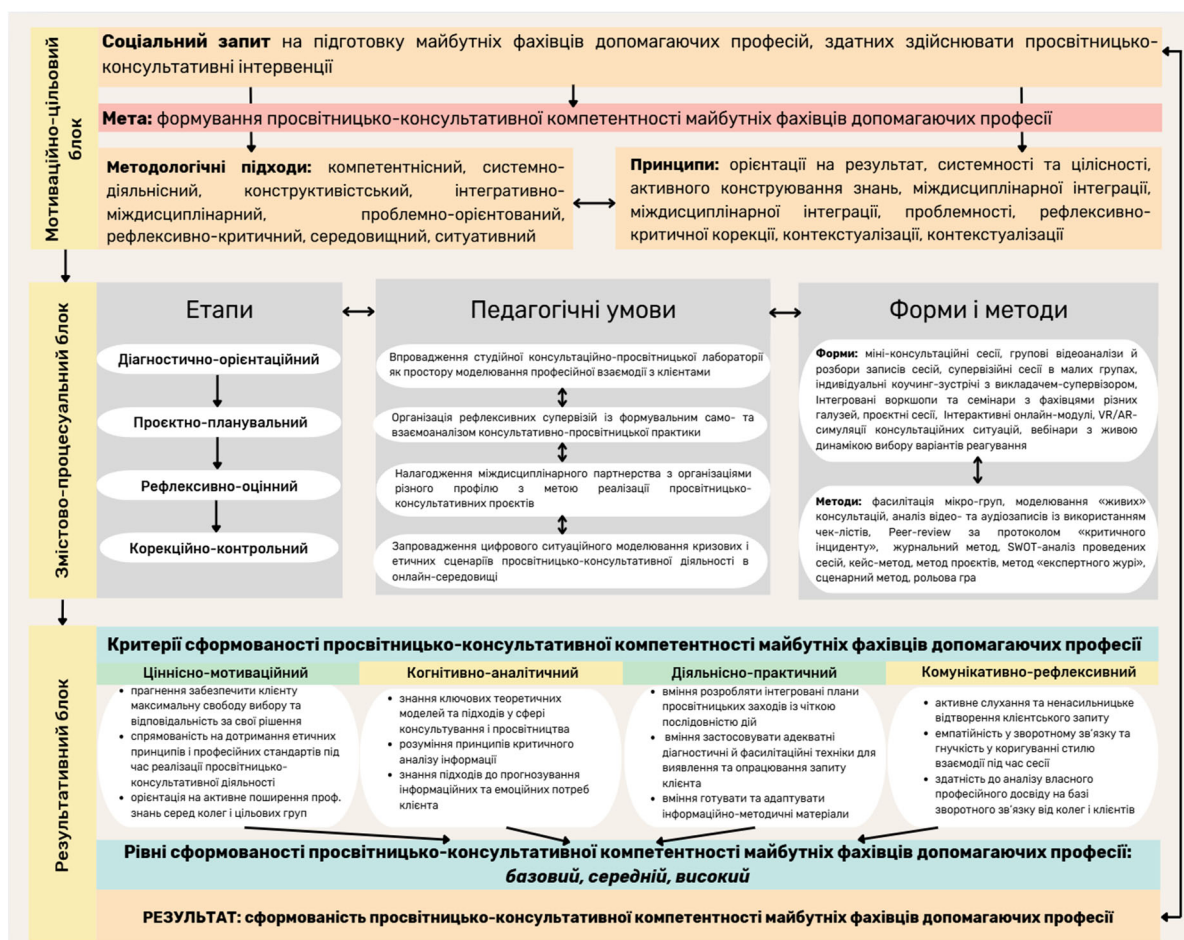 Мотиваційно-цільовий
блок
Соціальний запит на підготовку майбутніх фахівців допомагаючих професій, здатних здійснювати просвітницько-
консультативні інтервенції
Мета: формування просвітницько-консультативної компетентності майбутніх фахівців допомагаючих професії
Методологічні підходи: компетентнісний, системно-
діяльнісний, конструктивістський, інтегративно-
міждисциплінарний, проблемно-орієнтований,
рефлексивно-критичний, середовищний, ситуативний
Принципи: орієнтації на результат, системності та цілісності,
активного конструювання знань, міждисциплінарної інтеграції,
міждисциплінарної інтеграції, проблемності, рефлексивно-
критичної корекції, контекстуалізації, контекстуалізації
Змістово-процесуальний блок
Етапи
Діагностично-орієнтаційний
Проєктно-планувальний
Рефлексивно-оцінний
Корекційно-контрольний
Педагогічні умови
Впровадження студійної консультаційно-просвітницької лабораторії
як простору моделювання професійної взаємодії з клієнтами
Організація рефлексивних супервізій із формувальним само- та
взаємоаналізом консультативно-просвітницької практики
Налагодження міждисциплінарного партнерства з організаціями
різного профілю з метою реалізації просвітницько-
консультативних проєктів
Запровадження цифрового ситуаційного моделювання кризових і
етичних сценаріїв просвітницько-консультативної діяльності в
онлайн-середовищі
Форми і методи
Форми: міні-консультаційні сесії, групові відеоаналізи й
розбори записів сесій, супервізійні сесії в малих групах,
індивідуальні коучинг-зустрічі з викладачем-супервізором,
Інтегровані воркшопи та семінари з фахівцями різних
галузей, проєктні сесії, Інтерактивні онлайн-модулі, VR/AR-
симуляції консультаційних ситуацій, вебінари з живою
динамікою вибору варіантів реагування
Методи: фасилітація мікро-груп, моделювання «живих»
консультацій, аналіз відео- та аудіозаписів із використанням
чек-лістів, Peer-review за протоколом «критичного
інциденту», журнальний метод, SWOT-аналіз проведених
сесій, кейс-метод, метод проєктів, метод «експертного журі»,
сценарний метод, рольова гра
Результативний блок
Критерії сформованості просвітницько-консультативної компетентності майбутніх фахівців допомагаючих професії
Ціннісно-мотиваційний
• прагнення забезпечити клієнту
максимальну свободу вибору та
відповідальність за свої рішення
• спрямованість на дотримання етичних
принципів і професійних стандартів під
час реалізації просвітницько-
консультативної діяльності
• орієнтація на активне поширення проф.
знань серед колег і цільових груп
Когнітивно-аналітичний
• знання ключових теоретичних
моделей та підходів у сфері
консультування і просвітництва
• розуміння принципів критичного
аналізу інформації
• знання підходів до прогнозування
інформаційних та емоційних потреб
клієнта
Діяльнісно-практичний
• вміння розробляти інтегровані плани
просвітницьких заходів із чіткою
послідовністю дій
• вміння застосовувати адекватні
діагностичні й фасилітаційні техніки для
виявлення та опрацювання запиту
клієнта
• вміння готувати та адаптувати
інформаційно-методичні матеріали
Комунікативно-рефлексивний
• активне слухання та ненасильницьке
відтворення клієнтського запиту
• емпатійність у зворотному зв'язку та
гнучкість у коригуванні стилю
взаємодії під час сесії
• здатність до аналізу власного
професійного досвіду на базі
зворотного зв'язку від колег і клієнтів
Рівні сформованості просвітницько-консультативної компетентності майбутніх фахівців допомагаючих професії:
базовий, середній, високий
РЕЗУЛЬТАТ: сформованість просвітницько-консультативної компетентності майбутніх фахівців допомагаючих професії